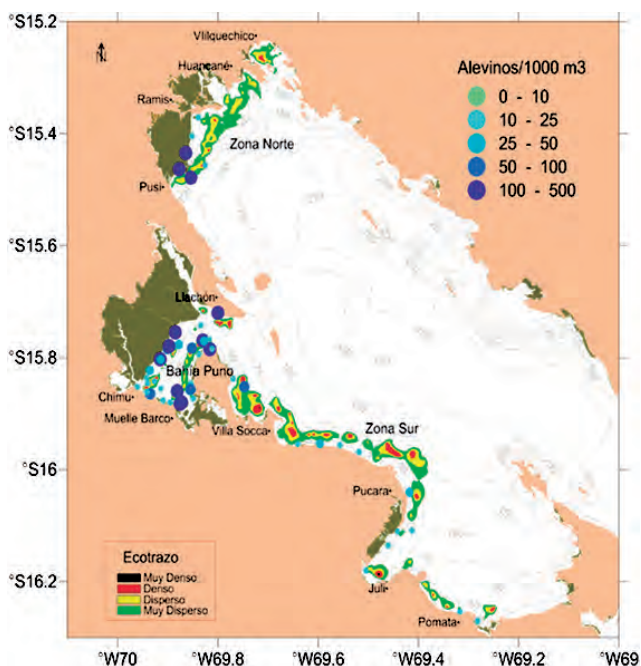 °S15.2
°S15.4
°S15.6
°S15.8
°S16
°S16.2
N
Vlilquechico
Huancané
Ramis
Zona Norte
Pusi
Alevinos/1000 m3
0 - 10
10 - 25
25 - 50
50 - 100
100 - 500
Llachón
Bahía Puno
Chimu
Muelle Barco
Villa Socca
Zona Sur
Pucara
Juli
Pomata
Ecotrazo
Muy Denso
Denso
Disperso
Muy Disperso
°W70
°W69.8
°W69.6
°W69.4
°W69.2
°W69